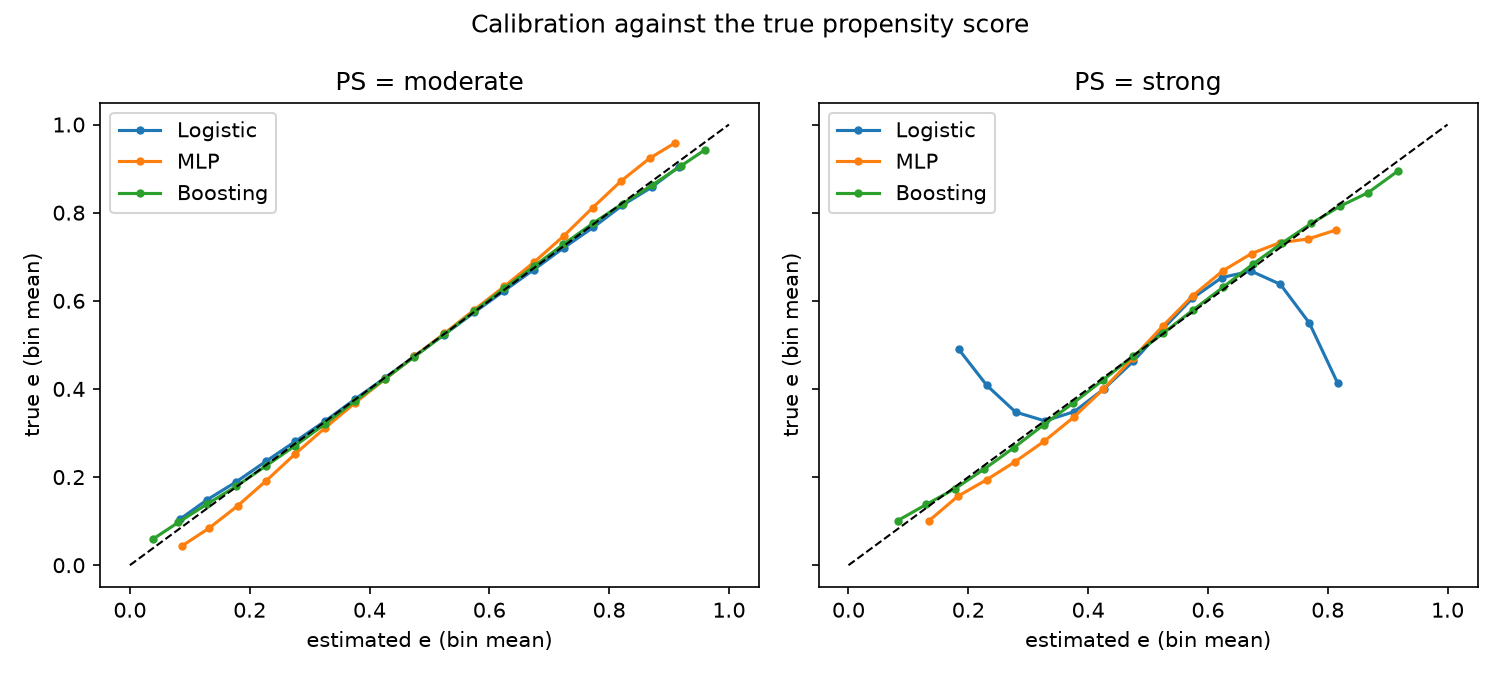 Calibration against the true propensity score
PS = moderate
Logistic
MLP
Boosting
true e (bin mean)
1.0
0.8
0.6
0.4
0.2
0.0
0.0 0.2 0.4 0.6 0.8 1.0
estimated e (bin mean)
PS = strong
Logistic
MLP
Boosting
true e (bin mean)
0.0 0.2 0.4 0.6 0.8 1.0
estimated e (bin mean)